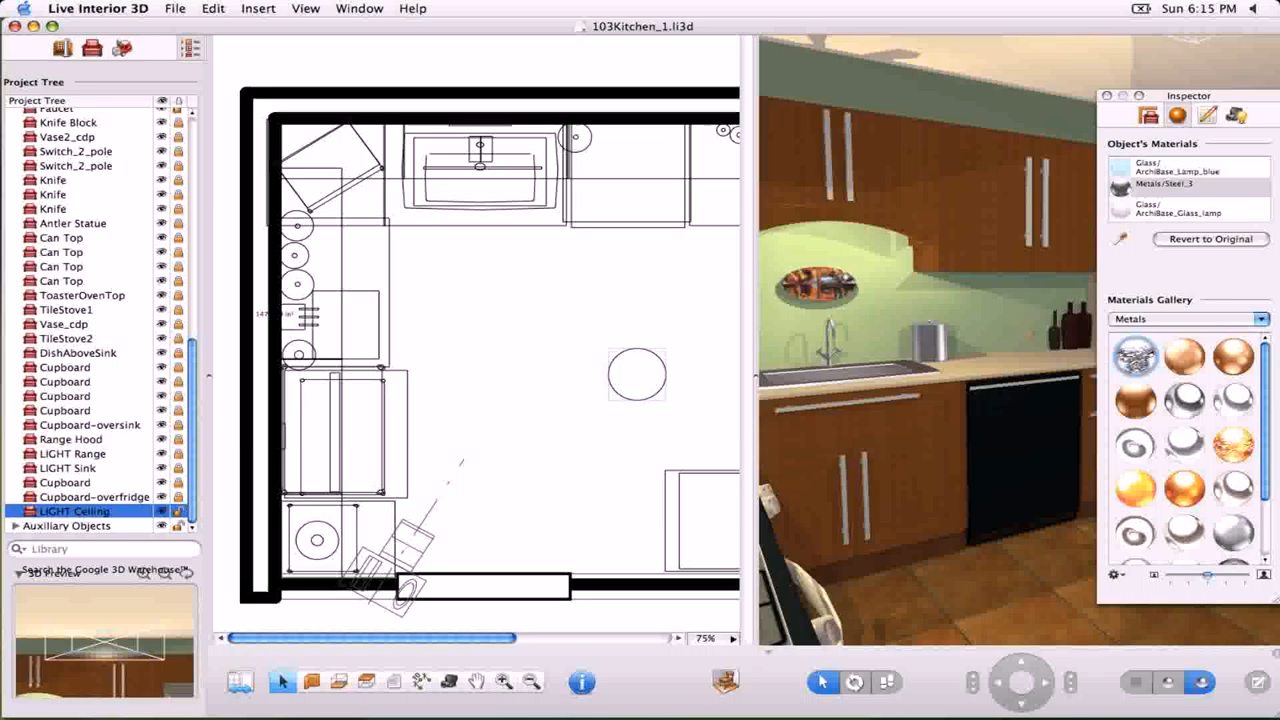 Live Interior 3D File Edit Insert View Window Help Sun 6:15 PM
103Kitchen_1.li3d
Project Tree
Project Tree
Faucet
Knife Block
Vase2_cdp
Switch_2_pole
Switch_2_pole
Knife
Knife
Knife
Antler Statue
Can Top
Can Top
Can Top
Can Top
ToasterOvenTop
TileStove1
Vase_cdp
TileStove2
DishAboveSink
Cupboard
Cupboard
Cupboard
Cupboard
Cupboard-oversink
Range Hood
LIGHT Range
LIGHT Sink
Cupboard
Cupboard-overfridge
LIGHT Ceiling
Auxiliary Objects
Library
Search the Google 3D Warehouse™
3D Preview
75%
Inspector
Object's Materials
Glass/
ArchiBase_Lamp_blue
Metals/Steel_3
Glass/
ArchiBase_Glass_lamp
Revert to Original
Materials Gallery
Metals